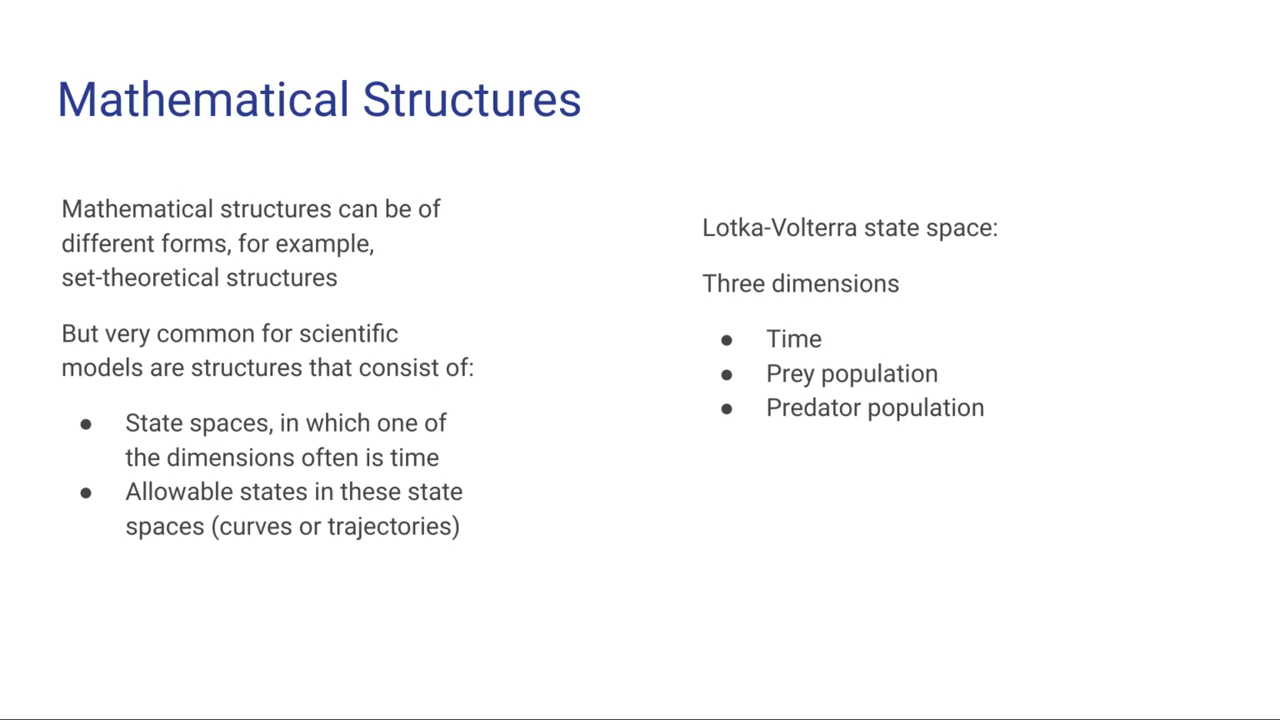 Mathematical Structures
Mathematical structures can be of
different forms, for example,
set-theoretical structures
But very common for scientific
models are structures that consist of:
● State spaces, in which one of
the dimensions often is time
● Allowable states in these state
spaces (curves or trajectories)
Lotka-Volterra state space:
Three dimensions
● Time
● Prey population
● Predator population